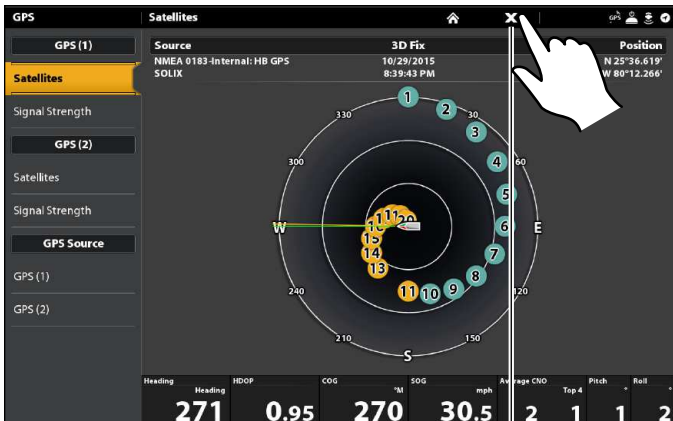 GPS Satellites X GPS
GPS (1)
Satellites
Signal Strength
GPS (2)
Satellites
Signal Strength
GPS Source
GPS (1)
GPS (2)
Source 3D Fix Position
NMEA 0183-Internal: HB GPS 10/29/2015 N 25°36.619'
SOLIX 8:39:43 PM W 80°12.266'
330 1 2 30
3
300 4 60
5
W 6 E
15 7
14 8
13 9
240 11 10 120
210 150
S
Heading HDOP COG SOG Average CNO Pitch Roll
Heading °M mph Top 4 ° °
271 0.95 270 30.5 2 1 1 2